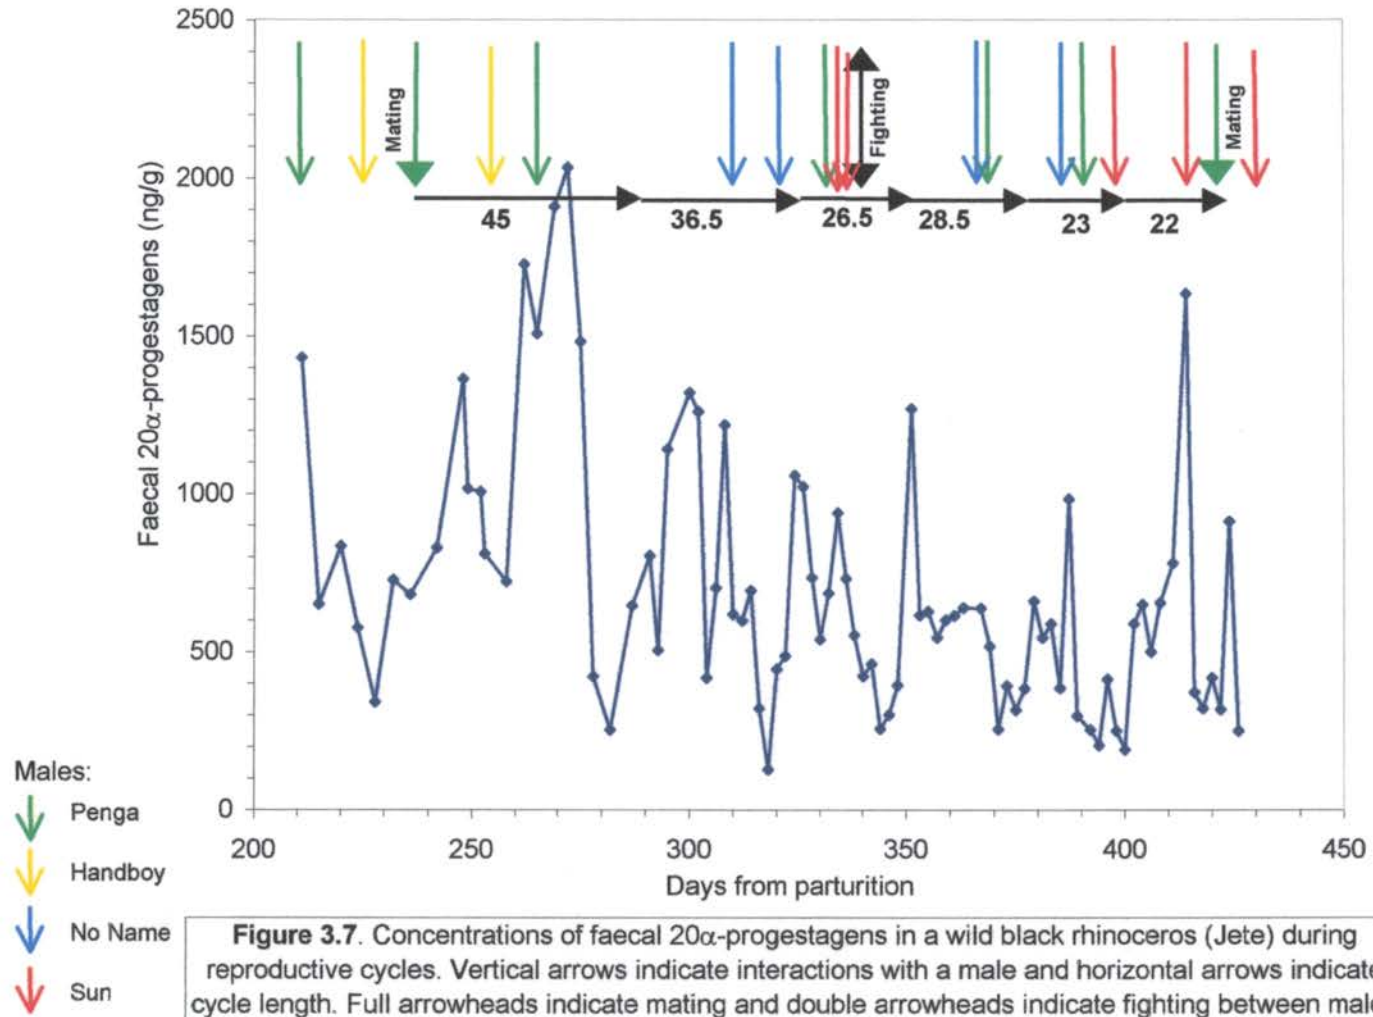 2500
2000
1500
1000
500
0
Faecal 20α-progestagens (ng/g)
Mating
Fighting
Mating
45
36.5
26.5
28.5
23
22
200
250
300
350
400
450
Days from parturition
Males:
Penga
Handboy
No Name
Sun
Figure 3.7. Concentrations of faecal 20α-progestagens in a wild black rhinoceros (Jete) during
reproductive cycles. Vertical arrows indicate interactions with a male and horizontal arrows indicate
cycle length. Full arrowheads indicate mating and double arrowheads indicate fighting between